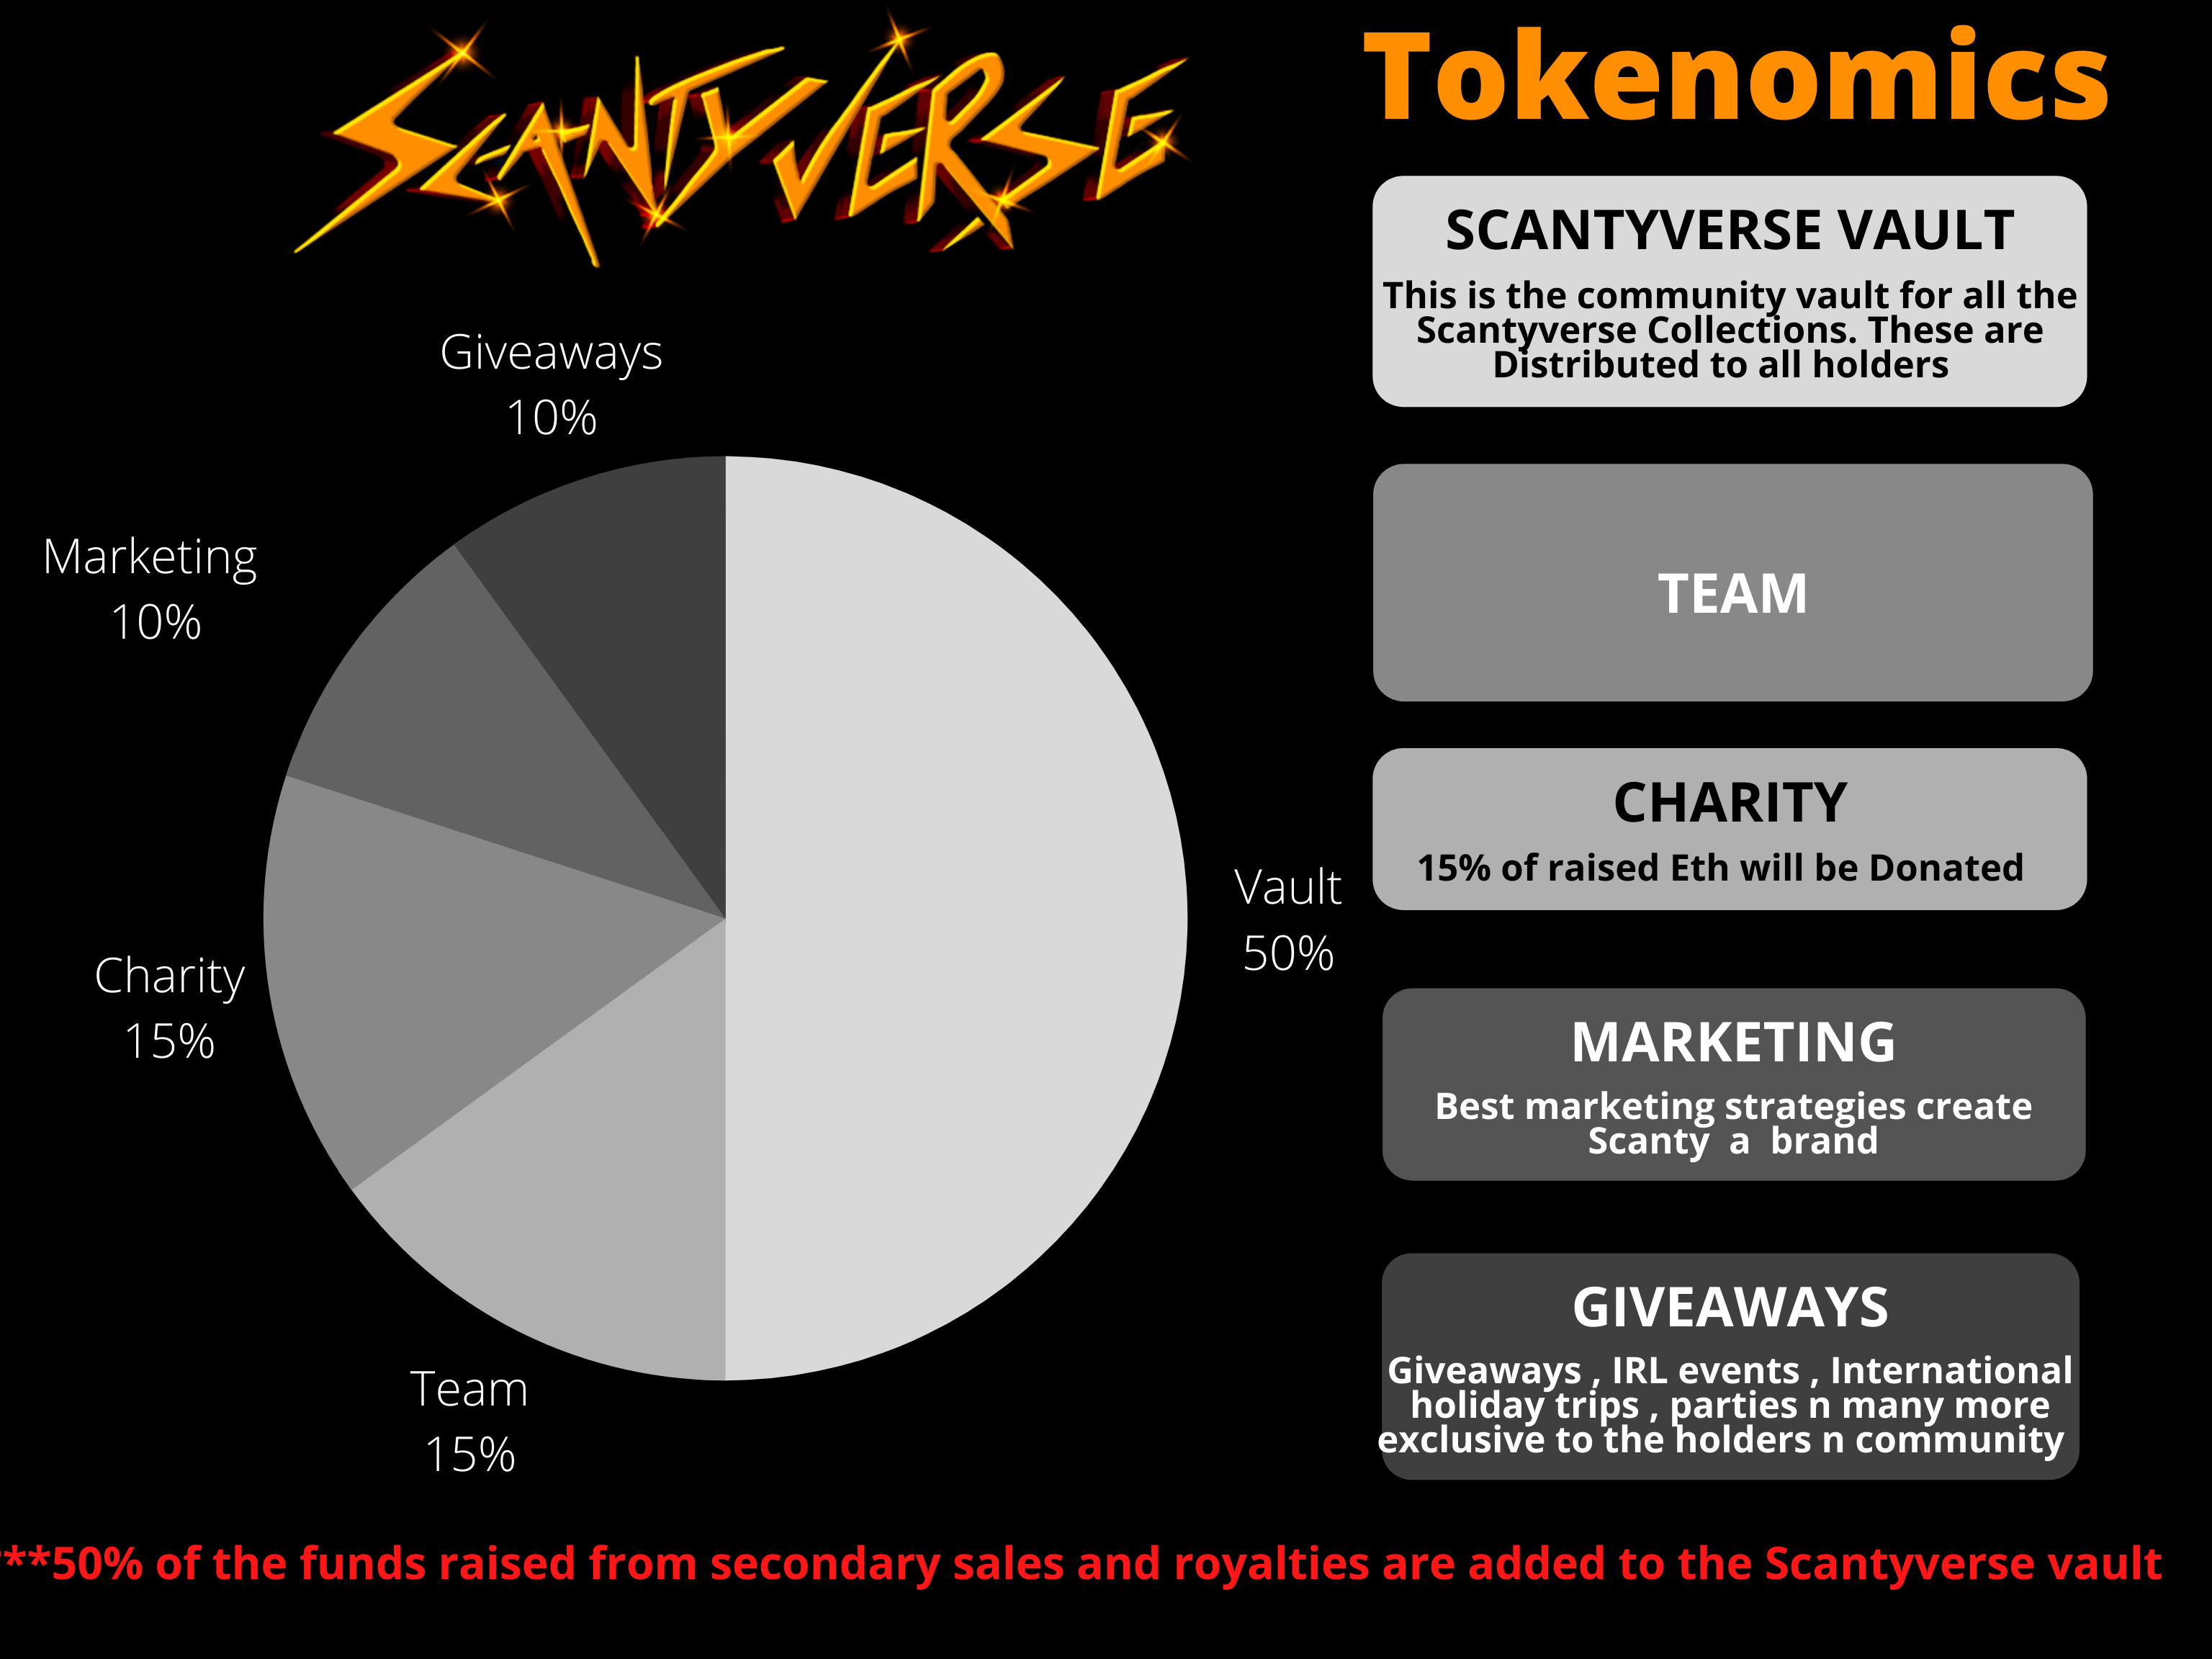 SCANTYVERSE
Tokenomics
Giveaways
10%
Marketing
10%
Charity
15%
Team
15%
Vault
50%
SCANTYVERSE VAULT
This is the community vault for all the
Scantyverse Collections. These are
Distributed to all holders
TEAM
CHARITY
15% of raised Eth will be Donated
MARKETING
Best marketing strategies create
Scanty a brand
GIVEAWAYS
Giveaways , IRL events , International
holiday trips , parties n many more
exclusive to the holders n community
***50% of the funds raised from secondary sales and royalties are added to the Scantyverse vault